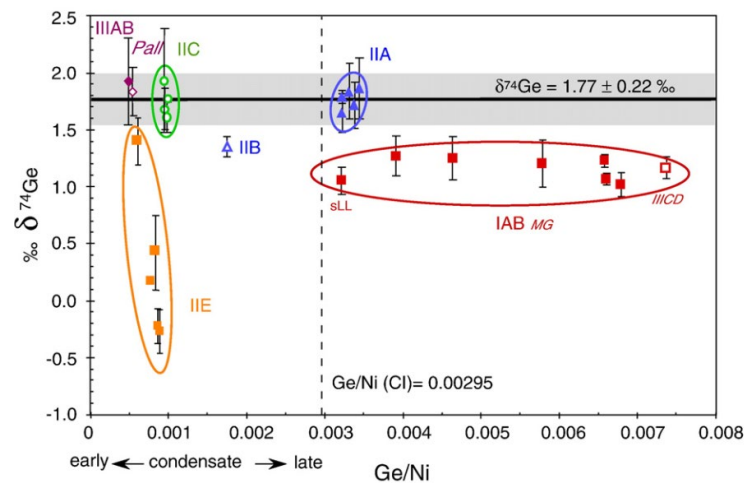 2.5
2.0
1.5
1.0
0.5
0.0
-0.5
-1.0
‰ δ ⁷⁴Ge
IIIAB
Pall
IIC
IIA
δ⁷⁴Ge = 1.77 ± 0.22 ‰
IIB
sLL
IAB MG
IIICD
IIE
Ge/Ni (CI)= 0.00295
0 0.001 0.002 0.003 0.004 0.005 0.006 0.007 0.008
early condensate late
Ge/Ni